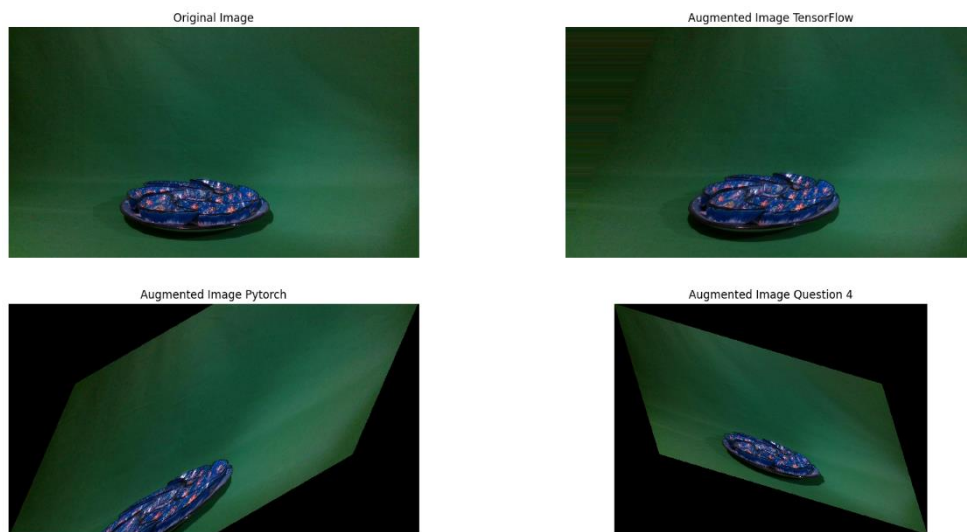 Original Image
Augmented Image TensorFlow
Augmented Image Pytorch
Augmented Image Question 4